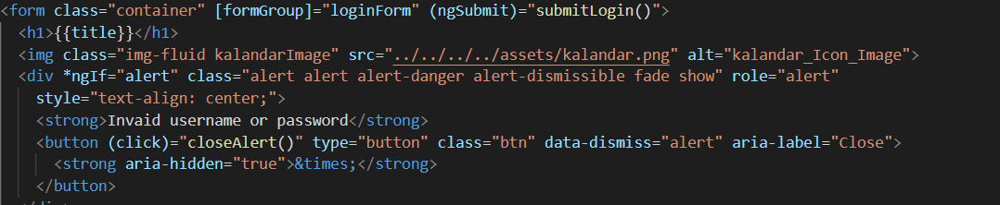 <form class="container" [formGroup]="loginForm" (ngSubmit)="submitLogin()">
<h1>{{title}}</h1>
<img class="img-fluid kalandarImage" src="../../../../assets/kalandar.png" alt="kalandar_Icon_Image">
<div *ngIf="alert" class="alert alert alert-danger alert-dismissible fade show" role="alert"
style="text-align: center;">
<strong>Invaid username or password</strong>
<button (click)="closeAlert()" type="button" class="btn" data-dismiss="alert" aria-label="Close">
<strong aria-hidden="true">&times;</strong>
</button>
</div>